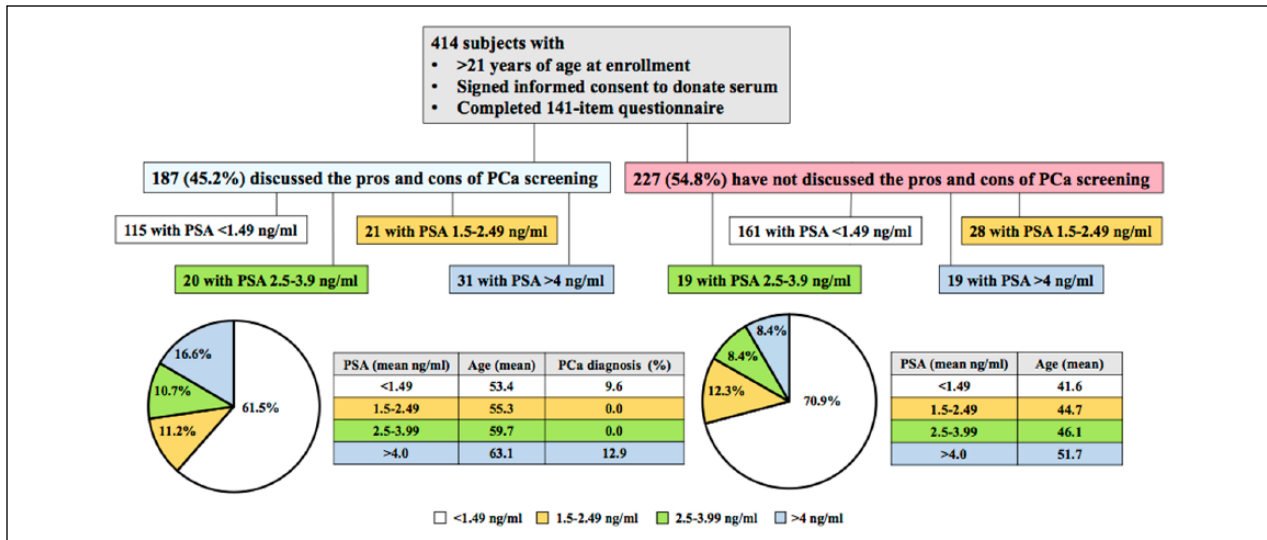 414 subjects with
• >21 years of age at enrollment
• Signed informed consent to donate serum
• Completed 141-item questionnaire
187 (45.2%) discussed the pros and cons of PCa screening
227 (54.8%) have not discussed the pros and cons of PCa screening
115 with PSA <1.49 ng/ml
21 with PSA 1.5-2.49 ng/ml
161 with PSA <1.49 ng/ml
28 with PSA 1.5-2.49 ng/ml
20 with PSA 2.5-3.9 ng/ml
31 with PSA >4 ng/ml
19 with PSA 2.5-3.9 ng/ml
19 with PSA >4 ng/ml
16.6%
10.7%
11.2%
61.5%
PSA (mean ng/ml) Age (mean) PCa diagnosis (%)
<1.49 53.4 9.6
1.5-2.49 55.3 0.0
2.5-3.99 59.7 0.0
>4.0 63.1 12.9
8.4%
8.4%
12.3%
70.9%
PSA (mean ng/ml) Age (mean)
<1.49 41.6
1.5-2.49 44.7
2.5-3.99 46.1
>4.0 51.7
<1.49 ng/ml 1.5-2.49 ng/ml 2.5-3.99 ng/ml >4 ng/ml